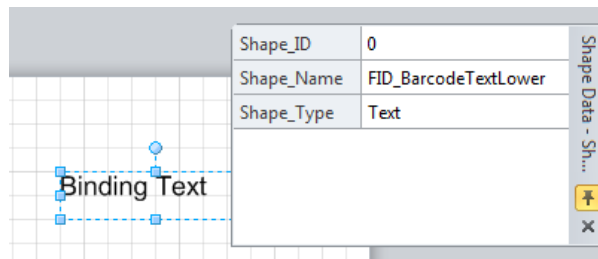 Shape_ID 0
Shape_Name FID_BarcodeTextLower
Shape_Type Text
Shape Data - Sh...
Binding Text